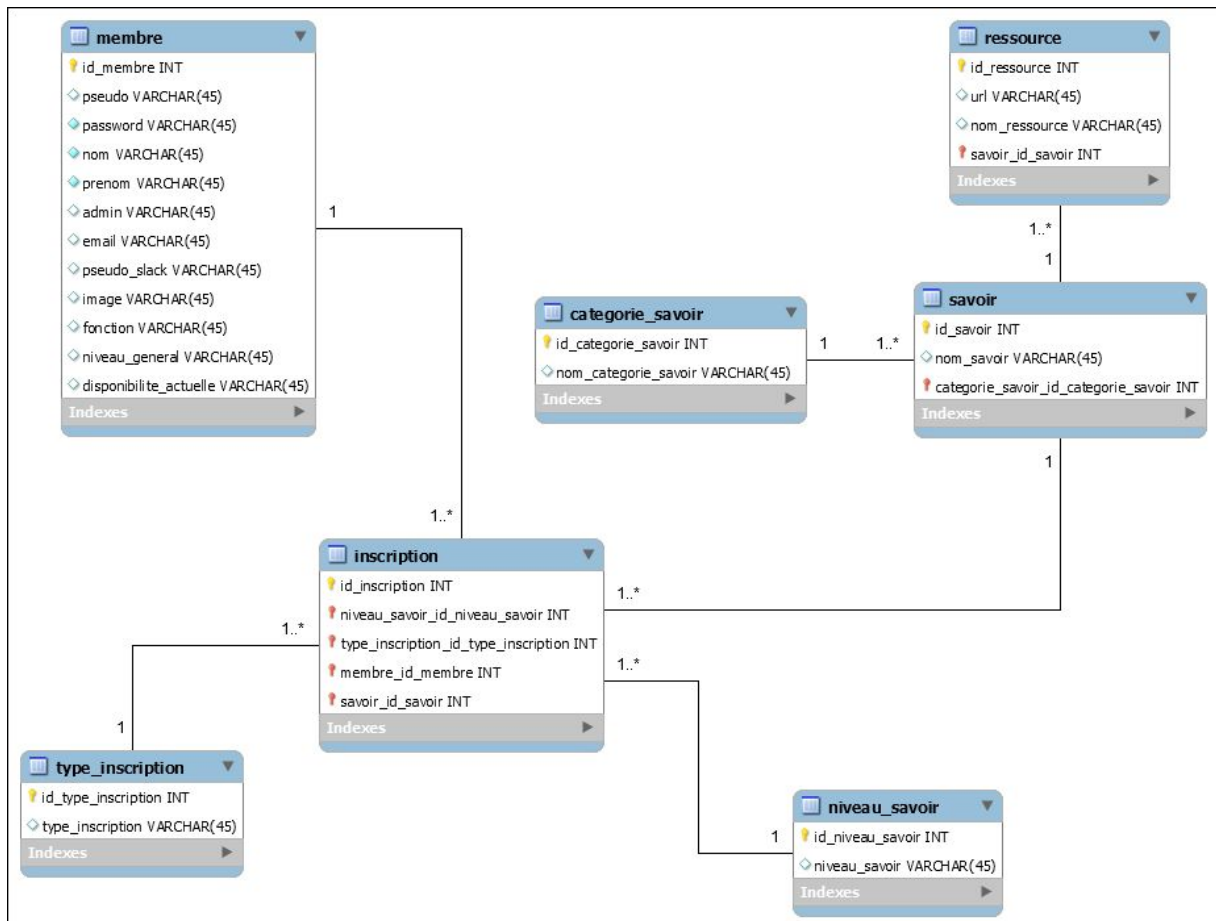 membre
id_membre INT
pseudo VARCHAR(45)
password VARCHAR(45)
nom VARCHAR(45)
prenom VARCHAR(45)
admin VARCHAR(45)
email VARCHAR(45)
pseudo_slack VARCHAR(45)
image VARCHAR(45)
fonction VARCHAR(45)
niveau_general VARCHAR(45)
disponibilite_actuelle VARCHAR(45)
Indexes
1
1..*
ressource
id_ressource INT
url VARCHAR(45)
nom_ressource VARCHAR(45)
savoir_id_savoir INT
Indexes
1..*
1
categorie_savoir
id_categorie_savoir INT
nom_categorie_savoir VARCHAR(45)
Indexes
1
1..*
savoir
id_savoir INT
nom_savoir VARCHAR(45)
categorie_savoir_id_categorie_savoir INT
Indexes
1
1..*
inscription
id_inscription INT
niveau_savoir_id_niveau_savoir INT
type_inscription_id_type_inscription INT
membre_id_membre INT
savoir_id_savoir INT
Indexes
1..*
1
type_inscription
id_type_inscription INT
type_inscription VARCHAR(45)
Indexes
1..*
1
niveau_savoir
id_niveau_savoir INT
niveau_savoir VARCHAR(45)
Indexes